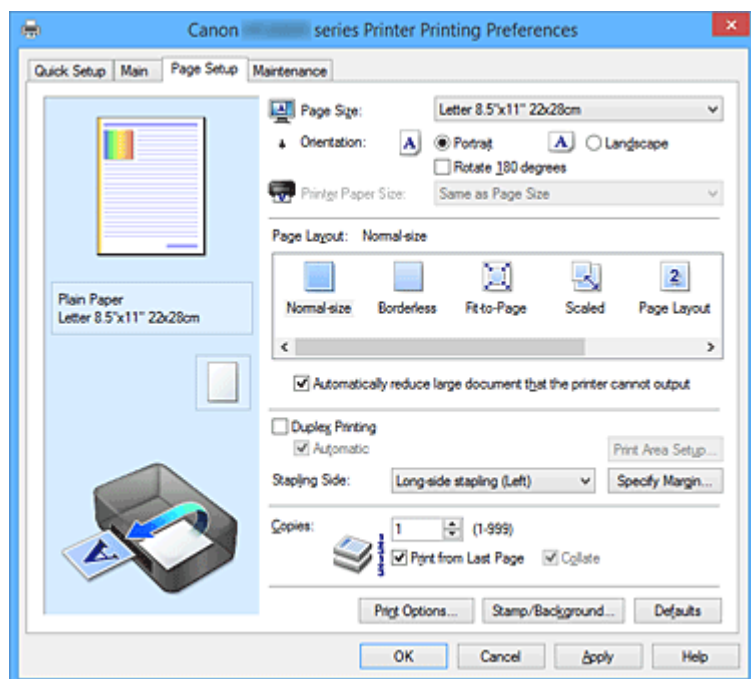 Canon series Printer Printing Preferences
Quick Setup Main Page Setup Maintenance
Page Size: Letter 8.5"x11" 22x28cm
Orientation: A Portrait A Landscape
Rotate 180 degrees
Printer Paper Size: Same as Page Size
Page Layout: Normal-size
2
Normal-size Borderless Fit-to-Page Scaled Page Layout
Plain Paper
Letter 8.5"x11" 22x28cm
Automatically reduce large document that the printer cannot output
Duplex Printing
Automatic Print Area Setup...
Stapling Side: Long-side stapling (Left) Specify Margin...
Copies: 1 (1-999)
Print from Last Page Collate
A
Print Options... Stamp/Background... Defaults
OK Cancel Apply Help